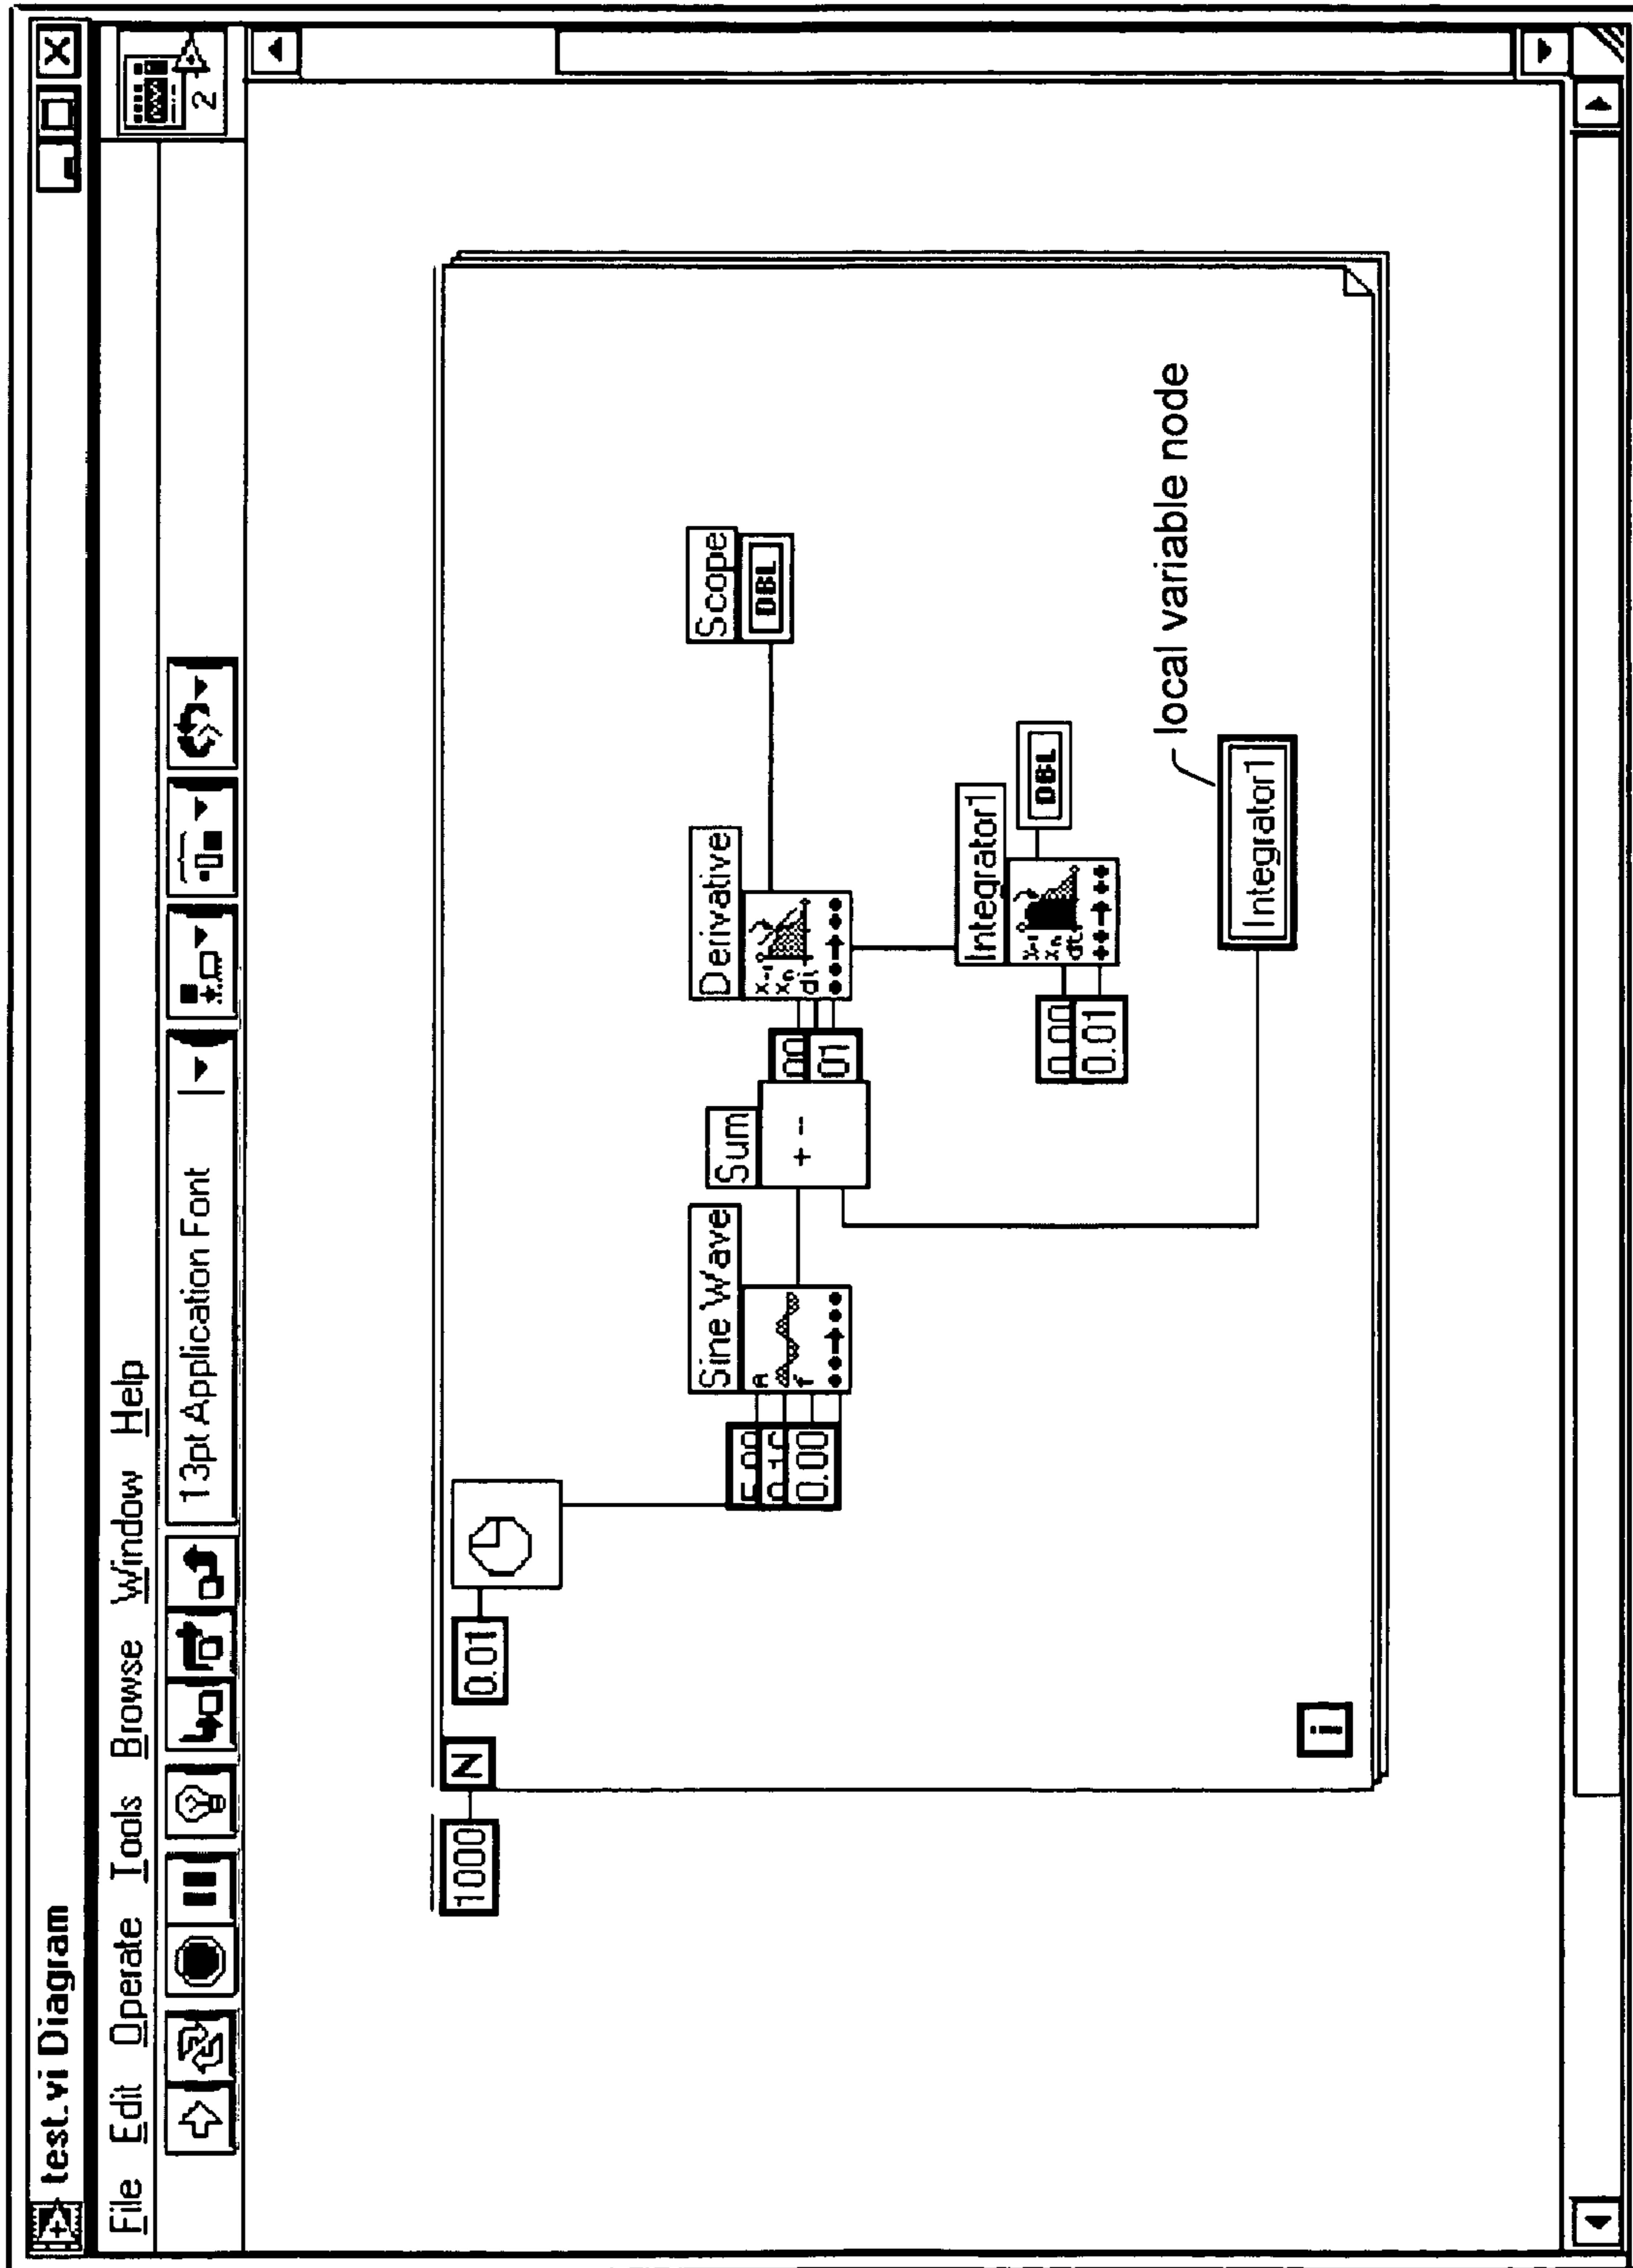 test.vi Diagram
File Edit Operate Tools Browse Window Help
13pt Application Font
2
1000
N
0.01
Sine Wave
A
f
0.00
Sum
+ --
00
01
Derivative
Scope
DBL
Integrator1
DBL
0.00
0.01
Integrator1
local variable node
i